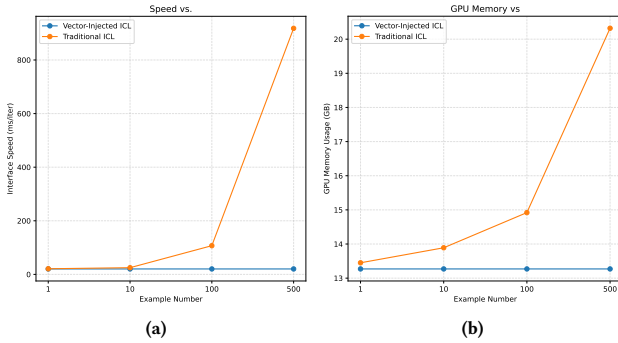 Speed vs.
Vector-Injected ICL
Traditional ICL
800
600
400
200
0
Interface Speed (ms/iter)
1 10 100 500
Example Number
(a)
GPU Memory vs
Vector-Injected ICL
Traditional ICL
20
19
18
17
16
15
14
13
GPU Memory Usage (GB)
1 10 100 500
Example Number
(b)